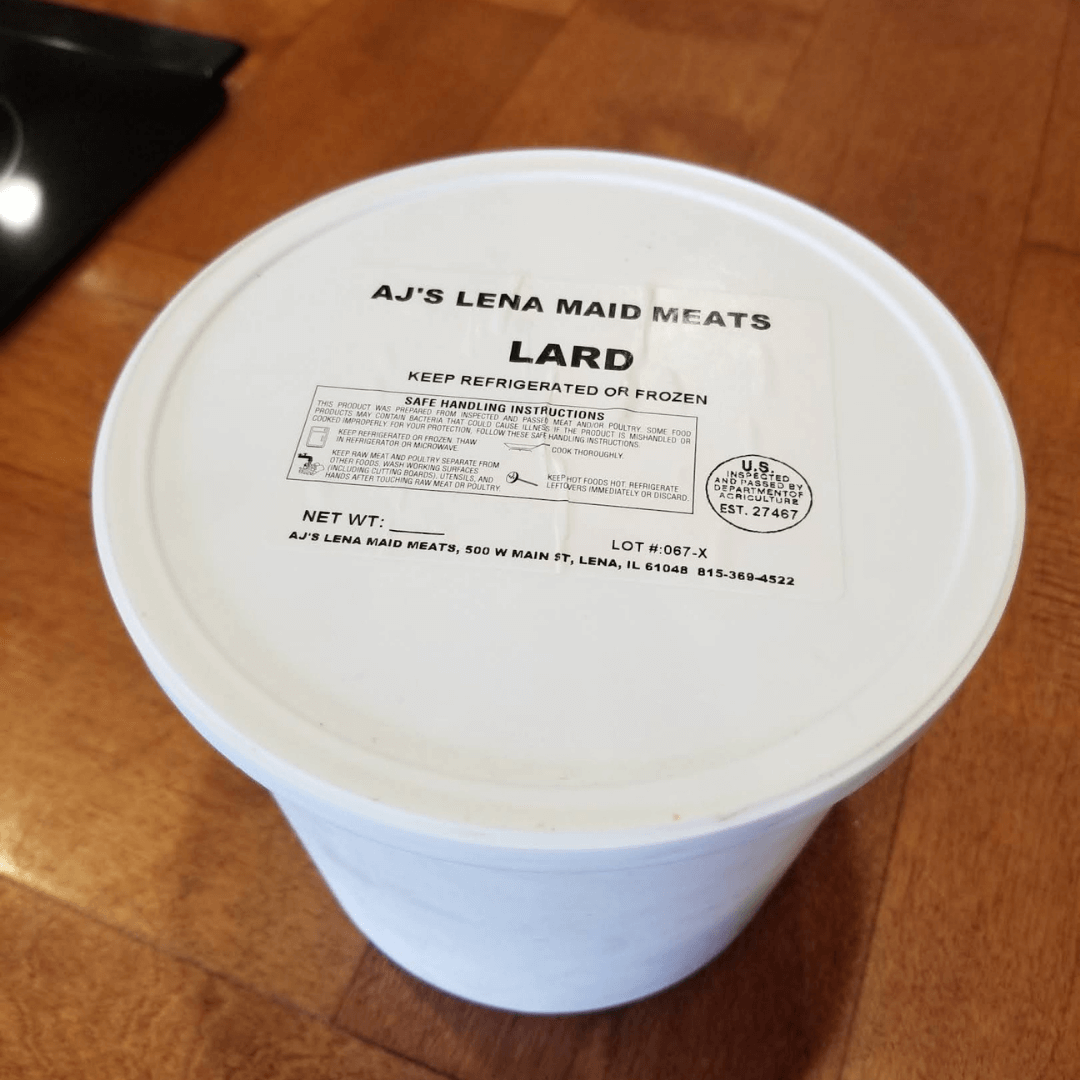 AJ'S LENA MAID MEATS
LARD
KEEP REFRIGERATED OR FROZEN
SAFE HANDLING INSTRUCTIONS
THIS PRODUCT WAS PREPARED FROM INSPECTED AND PASSED MEAT AND/OR POULTRY. SOME FOOD
PRODUCTS MAY CONTAIN BACTERIA THAT COULD CAUSE ILLNESS IF THE PRODUCT IS MISHANDLED OR
COOKED IMPROPERLY. FOR YOUR PROTECTION, FOLLOW THESE SAFE HANDLING INSTRUCTIONS.
KEEP REFRIGERATED OR FROZEN. THAW
IN REFRIGERATOR OR MICROWAVE.
KEEP RAW MEAT AND POULTRY SEPARATE FROM
OTHER FOODS. WASH WORKING SURFACES
(INCLUDING CUTTING BOARDS), UTENSILS, AND
HANDS AFTER TOUCHING RAW MEAT OR POULTRY.
COOK THOROUGHLY.
KEEP HOT FOODS HOT. REFRIGERATE
LEFTOVERS IMMEDIATELY OR DISCARD.
U.S.
INSPECTED
AND PASSED BY
DEPARTMENT OF
AGRICULTURE
EST. 27467
NET WT: ______
LOT #:067-X
AJ'S LENA MAID MEATS, 500 W MAIN ST, LENA, IL 61048 815-369-4522